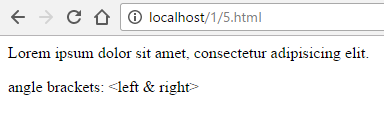 localhost/1/5.html
Lorem ipsum dolor sit amet, consectetur adipisicing elit.
angle brackets: <left & right>